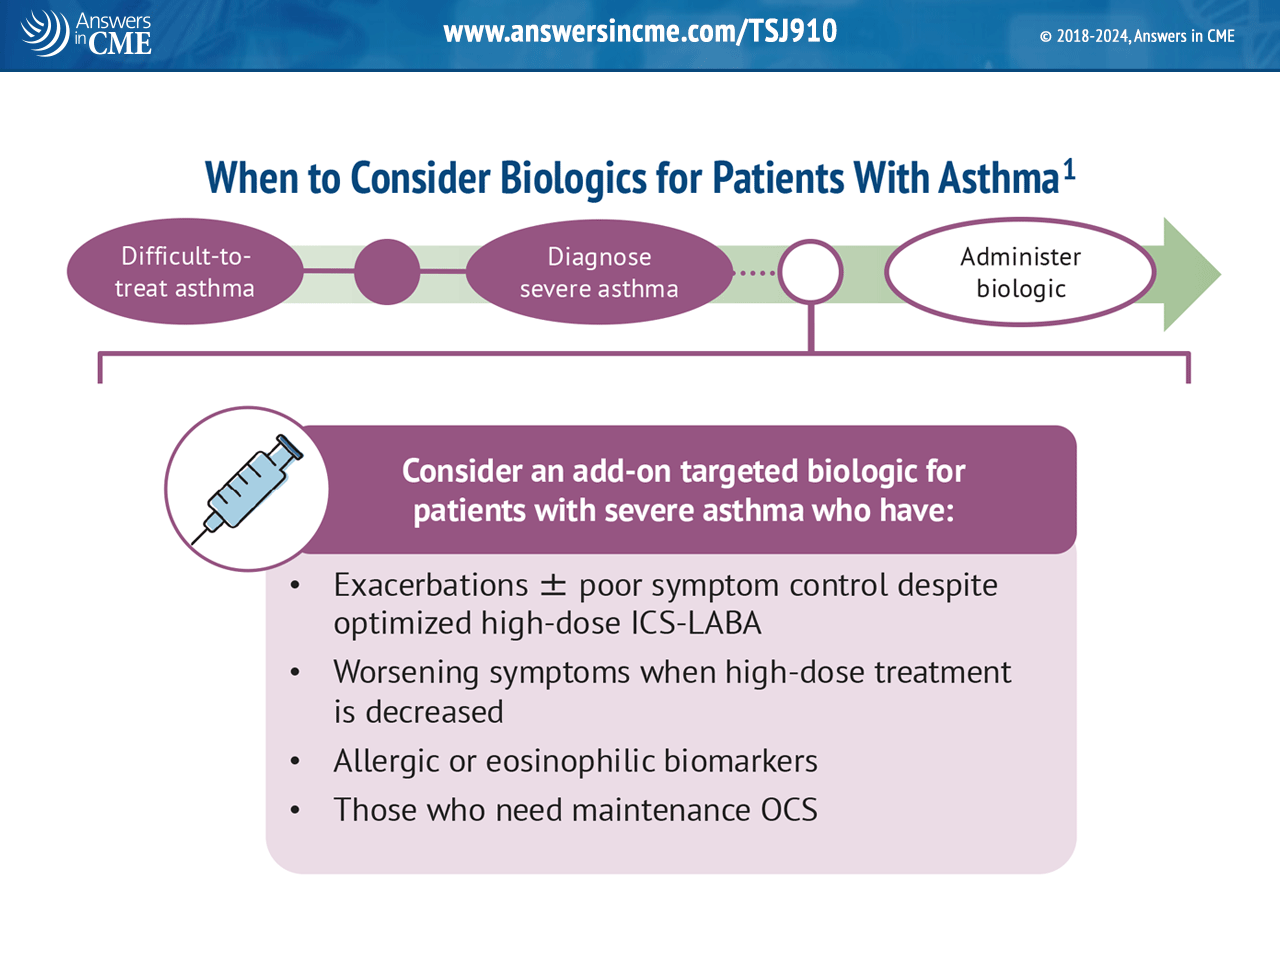 Answers
in CME
www.answersincme.com/TSJ910
© 2018-2024, Answers in CME
When to Consider Biologics for Patients With Asthma¹
Difficult-to-
treat asthma
Diagnose
severe asthma
Administer
biologic
Consider an add-on targeted biologic for
patients with severe asthma who have:
• Exacerbations ± poor symptom control despite
optimized high-dose ICS-LABA
• Worsening symptoms when high-dose treatment
is decreased
• Allergic or eosinophilic biomarkers
• Those who need maintenance OCS